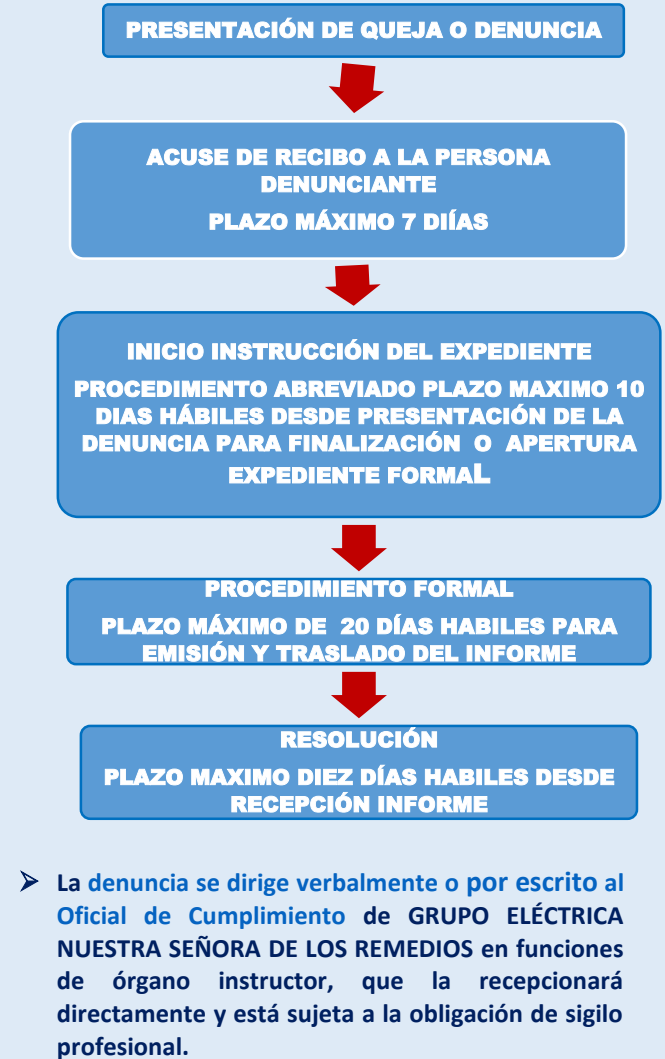 PRESENTACIÓN DE QUEJA O DENUNCIA
ACUSE DE RECIBO A LA PERSONA
DENUNCIANTE
PLAZO MÁXIMO 7 DIÍAS
INICIO INSTRUCCIÓN DEL EXPEDIENTE
PROCEDIMENTO ABREVIADO PLAZO MAXIMO 10
DIAS HÁBILES DESDE PRESENTACIÓN DE LA
DENUNCIA PARA FINALIZACIÓN O APERTURA
EXPEDIENTE FORMAL
PROCEDIMIENTO FORMAL
PLAZO MÁXIMO DE 20 DÍAS HABILES PARA
EMISIÓN Y TRASLADO DEL INFORME
RESOLUCIÓN
PLAZO MAXIMO DIEZ DÍAS HABILES DESDE
RECEPCIÓN INFORME
➢ La denuncia se dirige verbalmente o por escrito al
Oficial de Cumplimiento de GRUPO ELÉCTRICA
NUESTRA SEÑORA DE LOS REMEDIOS en funciones
de órgano instructor, que la recepcionará
directamente y está sujeta a la obligación de sigilo
profesional.